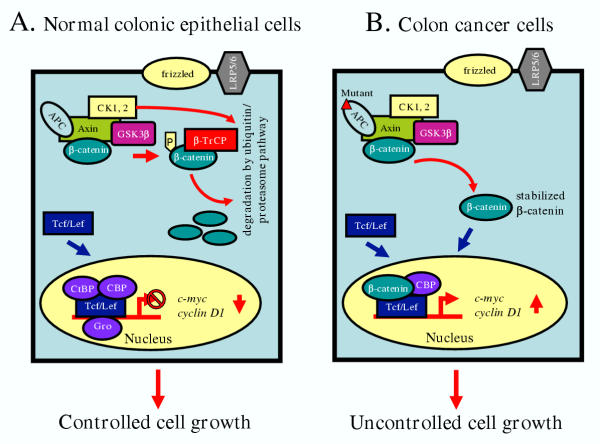 A. Normal colonic epithelial cells
frizzled
LRP5/6
CK1, 2
APC
Axin
GSK3β
β-catenin
P
β-TrCP
β-catenin
degradation by ubiquitin/
proteasome pathway
Tcf/Lef
CtBP
CBP
Tcf/Lef
Gro
c-myc
cyclin D1
Nucleus
Controlled cell growth
B. Colon cancer cells
frizzled
LRP5/6
Mutant
CK1, 2
APC
Axin
GSK3β
β-catenin
β-catenin
stabilized
β-catenin
Tcf/Lef
β-catenin
CBP
Tcf/Lef
c-myc
cyclin D1
Nucleus
Uncontrolled cell growth